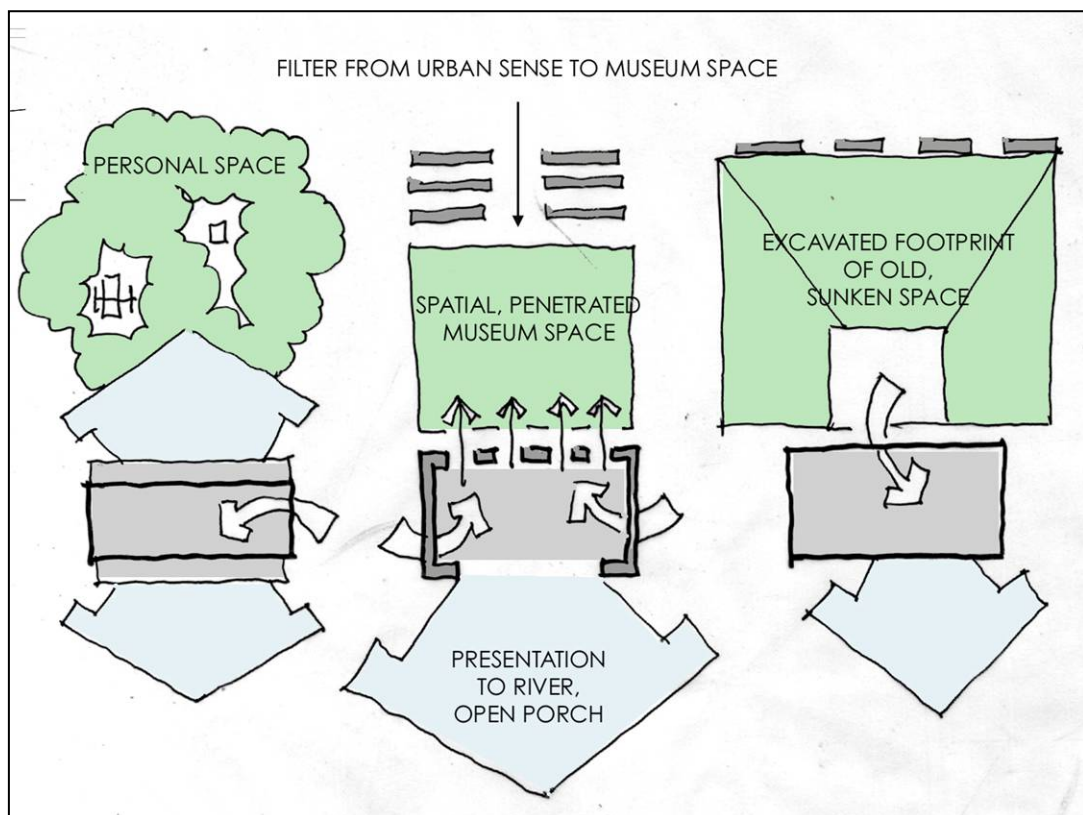 FILTER FROM URBAN SENSE TO MUSEUM SPACE
PERSONAL SPACE
SPATIAL, PENETRATED
MUSEUM SPACE
EXCAVATED FOOTPRINT
OF OLD,
SUNKEN SPACE
PRESENTATION
TO RIVER,
OPEN PORCH